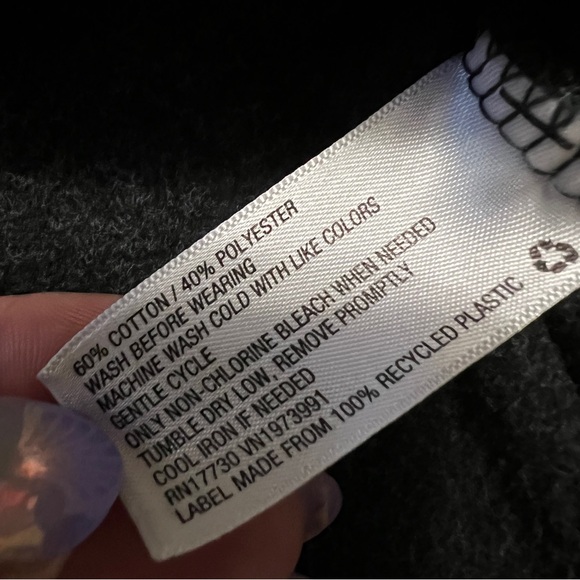 60% COTTON / 40% POLYESTER
WASH BEFORE WEARING
MACHINE WASH COLD WITH LIKE COLORS
GENTLE CYCLE
ONLY NON-CHLORINE BLEACH WHEN NEEDED
TUMBLE DRY LOW, REMOVE PROMPTLY
COOL IRON IF NEEDED
RN17730 VN1973991
LABEL MADE FROM 100% RECYCLED PLASTIC